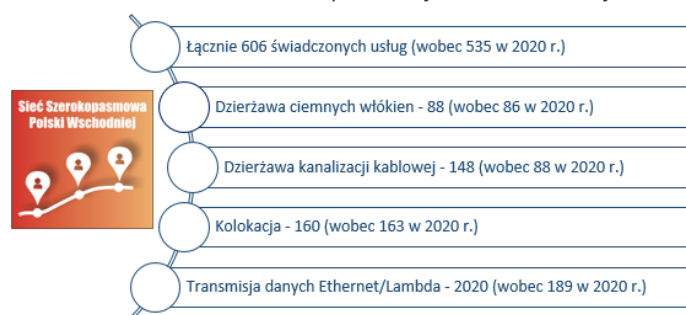 Łącznie 606 świadczonych usług (wobec 535 w 2020 r.)
Sieć Szerokopasmowa
Polski Wschodniej
Dzierżawa ciemnych włókien - 88 (wobec 86 w 2020 r.)
Dzierżawa kanalizacji kablowej - 148 (wobec 88 w 2020 r.)
Kolokacja - 160 (wobec 163 w 2020 r.)
Transmisja danych Ethernet/Lambda - 2020 (wobec 189 w 2020 r.)